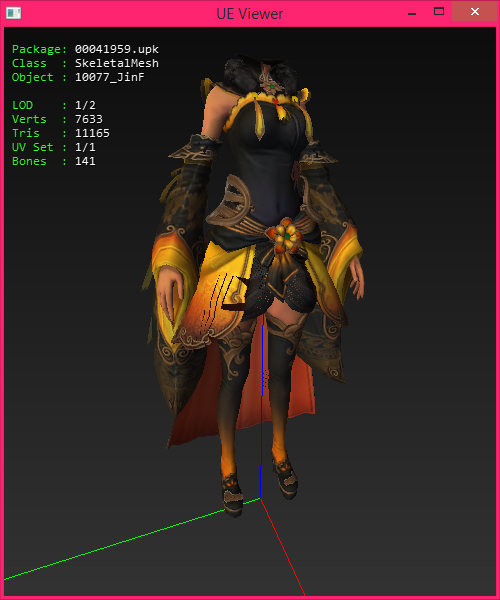 UE Viewer
Package: 00041959.upk
Class : SkeletalMesh
Object : 10077_JinF
LOD : 1/2
Verts : 7633
Tris : 11165
UV Set : 1/1
Bones : 141